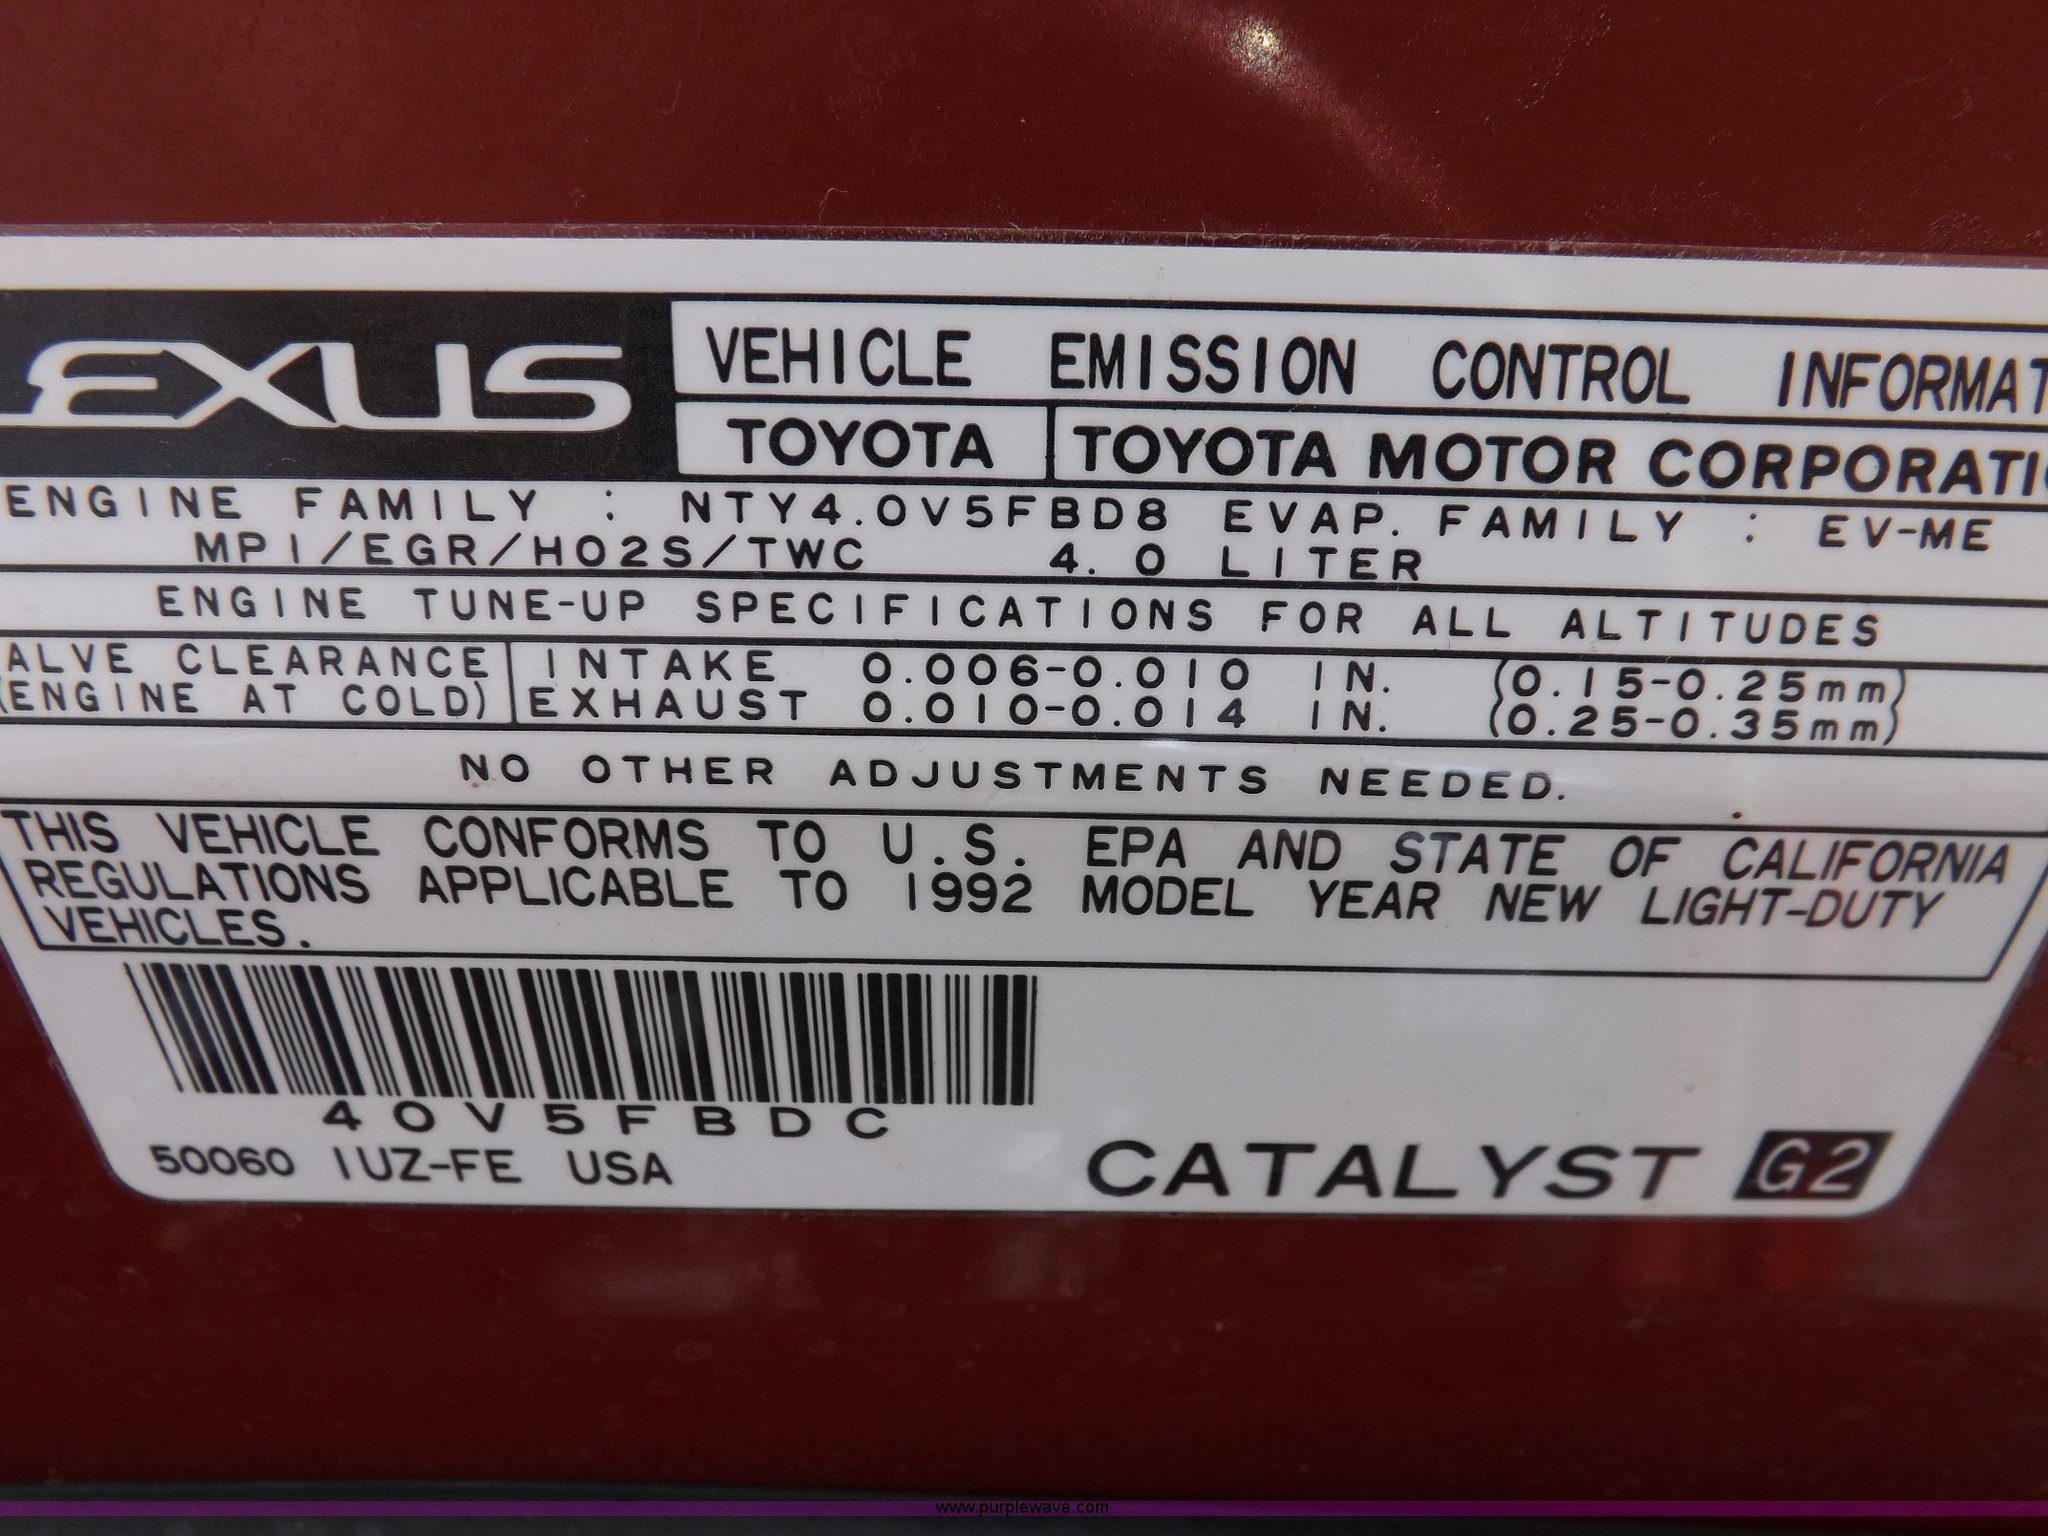 EXUS
VEHICLE EMISSION CONTROL INFORMAT
TOYOTA TOYOTA MOTOR CORPORATI
ENGINE FAMILY : NTY4.0V5FBD8 EVAP. FAMILY : EV-ME
MPI/EGR/HO2S/TWC 4.0 LITER
ENGINE TUNE-UP SPECIFICATIONS FOR ALL ALTITUDES
ALVE CLEARANCE INTAKE 0.006-0.010 IN. (0.15-0.25mm)
(ENGINE AT COLD) EXHAUST 0.010-0.014 IN. (0.25-0.35mm)
NO OTHER ADJUSTMENTS NEEDED.
THIS VEHICLE CONFORMS TO U.S. EPA AND STATE OF CALIFORNIA
REGULATIONS APPLICABLE TO 1992 MODEL YEAR NEW LIGHT-DUTY
VEHICLES.
40V5FBDC
50060 1UZ-FE USA
CATALYST G2
www.purplewave.com